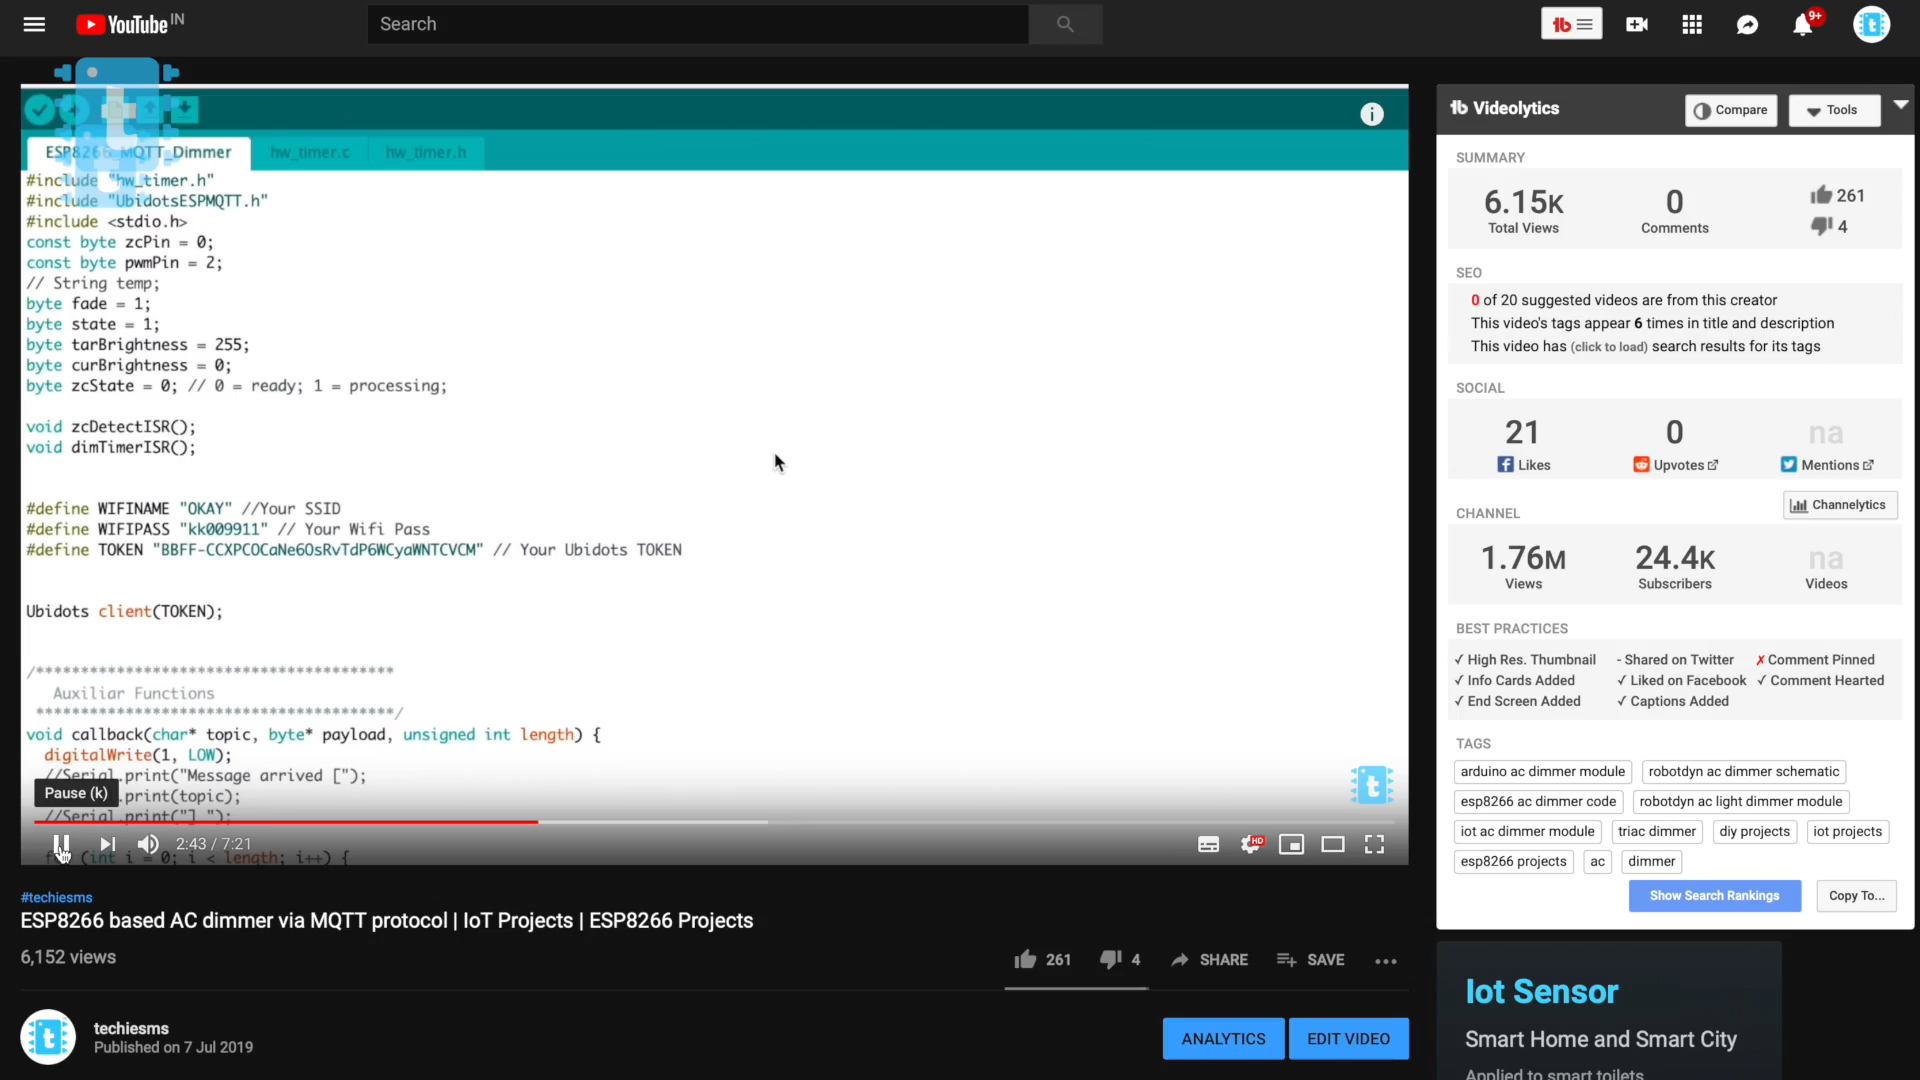 YouTube IN
Search
9+
ESP8266_MQTT_Dimmer hw_timer.c hw_timer.h
#include "hw_timer.h"
#include "UbidotsESPMQTT.h"
#include <stdio.h>
const byte zcPin = 0;
const byte pwmPin = 2;
// String temp;
byte fade = 1;
byte state = 1;
byte tarBrightness = 255;
byte curBrightness = 0;
byte zcState = 0; // 0 = ready; 1 = processing;
void zcDetectISR();
void dimTimerISR();
#define WIFINAME "OKAY" //Your SSID
#define WIFIPASS "kk009911" // Your Wifi Pass
#define TOKEN "BBFF-CCXPCOCaNe6OsRvTdP6WCyaWNTCVCM" // Your Ubidots TOKEN
Ubidots client(TOKEN);
/****************************************
Auxiliar Functions
****************************************/
void callback(char* topic, byte* payload, unsigned int length) {
digitalWrite(1, LOW);
//Serial.print("Message arrived [");
.print(topic);
//Serial.print("] ");
(int i = 0; i < length; i++) {
Pause (k)
2:43 / 7:21
HD
#techiesms
ESP8266 based AC dimmer via MQTT protocol | IoT Projects | ESP8266 Projects
6,152 views
261 4 SHARE SAVE
techiesms
Published on 7 Jul 2019
ANALYTICS EDIT VIDEO
tb Videolytics Compare Tools
SUMMARY
6.15K 0 261
Total Views Comments 4
SEO
0 of 20 suggested videos are from this creator
This video's tags appear 6 times in title and description
This video has (click to load) search results for its tags
SOCIAL
21 0 na
Likes Upvotes Mentions
CHANNEL Channelytics
1.76M 24.4K na
Views Subscribers Videos
BEST PRACTICES
✓ High Res. Thumbnail - Shared on Twitter ✗ Comment Pinned
✓ Info Cards Added ✓ Liked on Facebook ✓ Comment Hearted
✓ End Screen Added ✓ Captions Added
TAGS
arduino ac dimmer module robotdyn ac dimmer schematic
esp8266 ac dimmer code robotdyn ac light dimmer module
iot ac dimmer module triac dimmer diy projects iot projects
esp8266 projects ac dimmer
Show Search Rankings Copy To...
Iot Sensor
Smart Home and Smart City
Applied to smart toilets